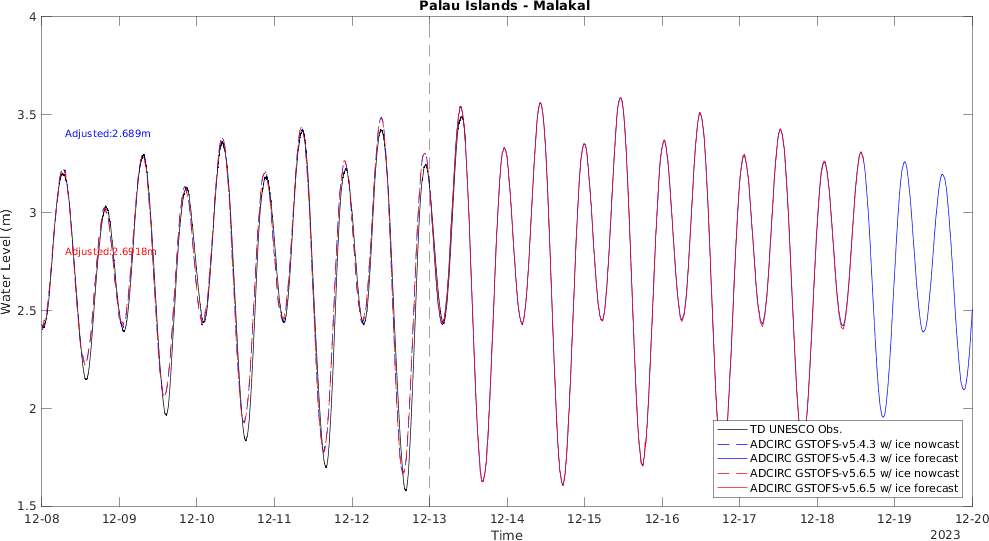 Palau Islands - Malakal
4
3.5
3
2.5
2
1.5
Water Level (m)
Adjusted:2.689m
Adjusted:2.6918m
TD UNESCO Obs.
ADCIRC GSTOFS-v5.4.3 w/ ice nowcast
ADCIRC GSTOFS-v5.4.3 w/ ice forecast
ADCIRC GSTOFS-v5.6.5 w/ ice nowcast
ADCIRC GSTOFS-v5.6.5 w/ ice forecast
12-08 12-09 12-10 12-11 12-12 12-13 12-14 12-15 12-16 12-17 12-18 12-19 12-20
Time
2023